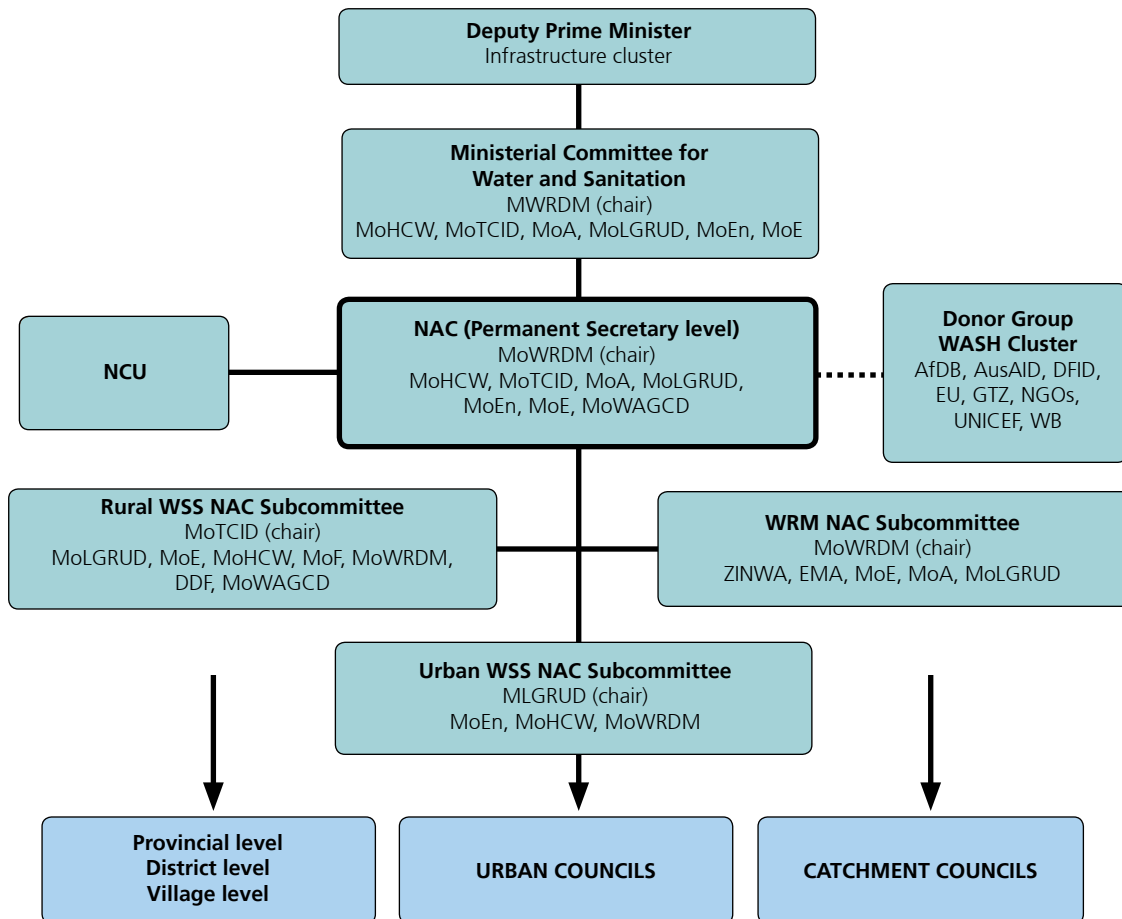 Deputy Prime Minister
Infrastructure cluster
Ministerial Committee for
Water and Sanitation
MWRDM (chair)
MoHCW, MoTCID, MoA, MoLGRUD, MoEn, MoE
NCU
NAC (Permanent Secretary level)
MoWRDM (chair)
MoHCW, MoTCID, MoA, MoLGRUD,
MoEn, MoE, MoWAGCD
Donor Group
WASH Cluster
AfDB, AusAID, DFID,
EU, GTZ, NGOs,
UNICEF, WB
Rural WSS NAC Subcommittee
MoTCID (chair)
MoLGRUD, MoE, MoHCW, MoF, MoWRDM,
DDF, MoWAGCD
WRM NAC Subcommittee
MoWRDM (chair)
ZINWA, EMA, MoE, MoA, MoLGRUD
Urban WSS NAC Subcommittee
MLGRUD (chair)
MoEn, MoHCW, MoWRDM
Provincial level
District level
Village level
URBAN COUNCILS
CATCHMENT COUNCILS